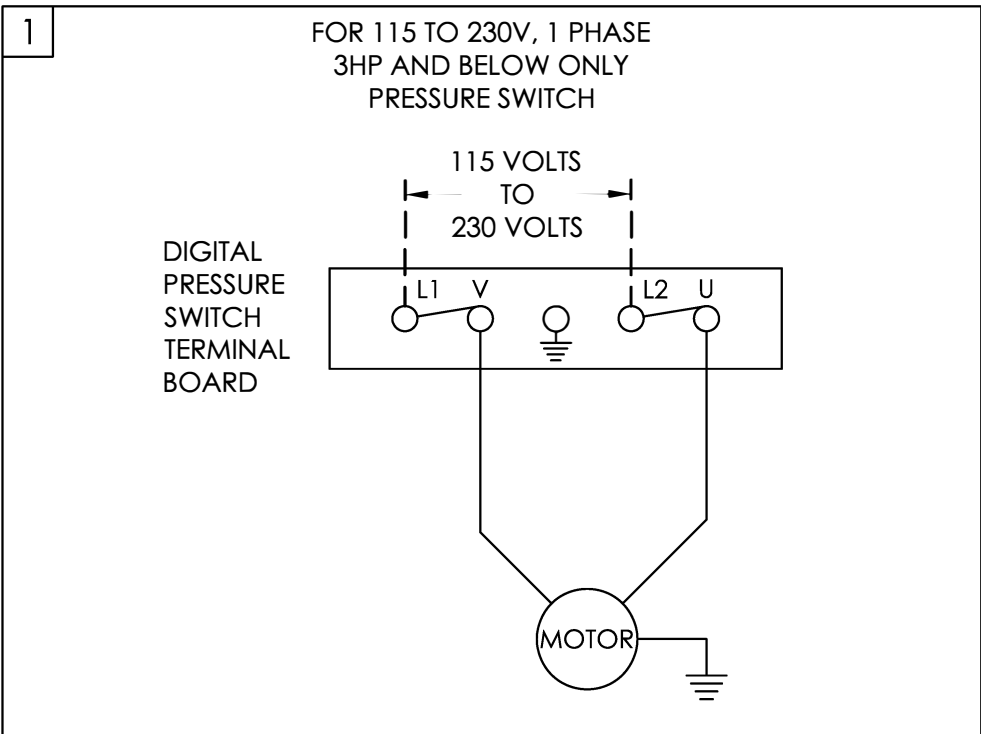 1
FOR 115 TO 230V, 1 PHASE
3HP AND BELOW ONLY
PRESSURE SWITCH
115 VOLTS
TO
230 VOLTS
DIGITAL
PRESSURE
SWITCH
TERMINAL
BOARD
L1 V L2 U
MOTOR